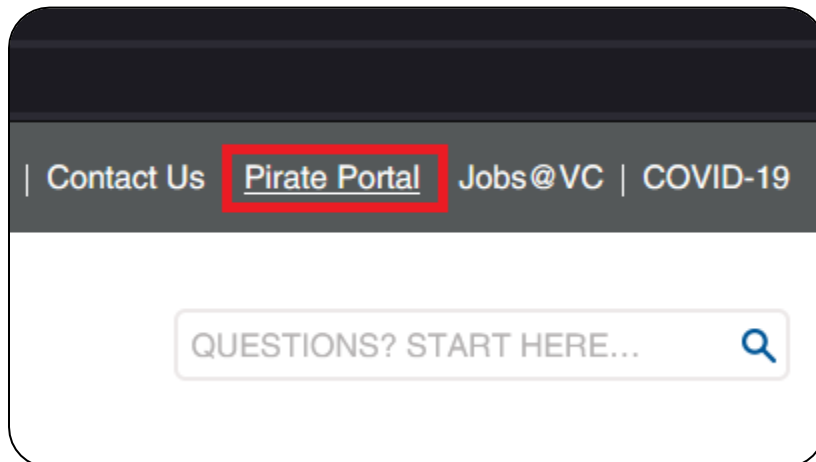 | Contact Us Pirate Portal Jobs@VC | COVID-19
QUESTIONS? START HERE...